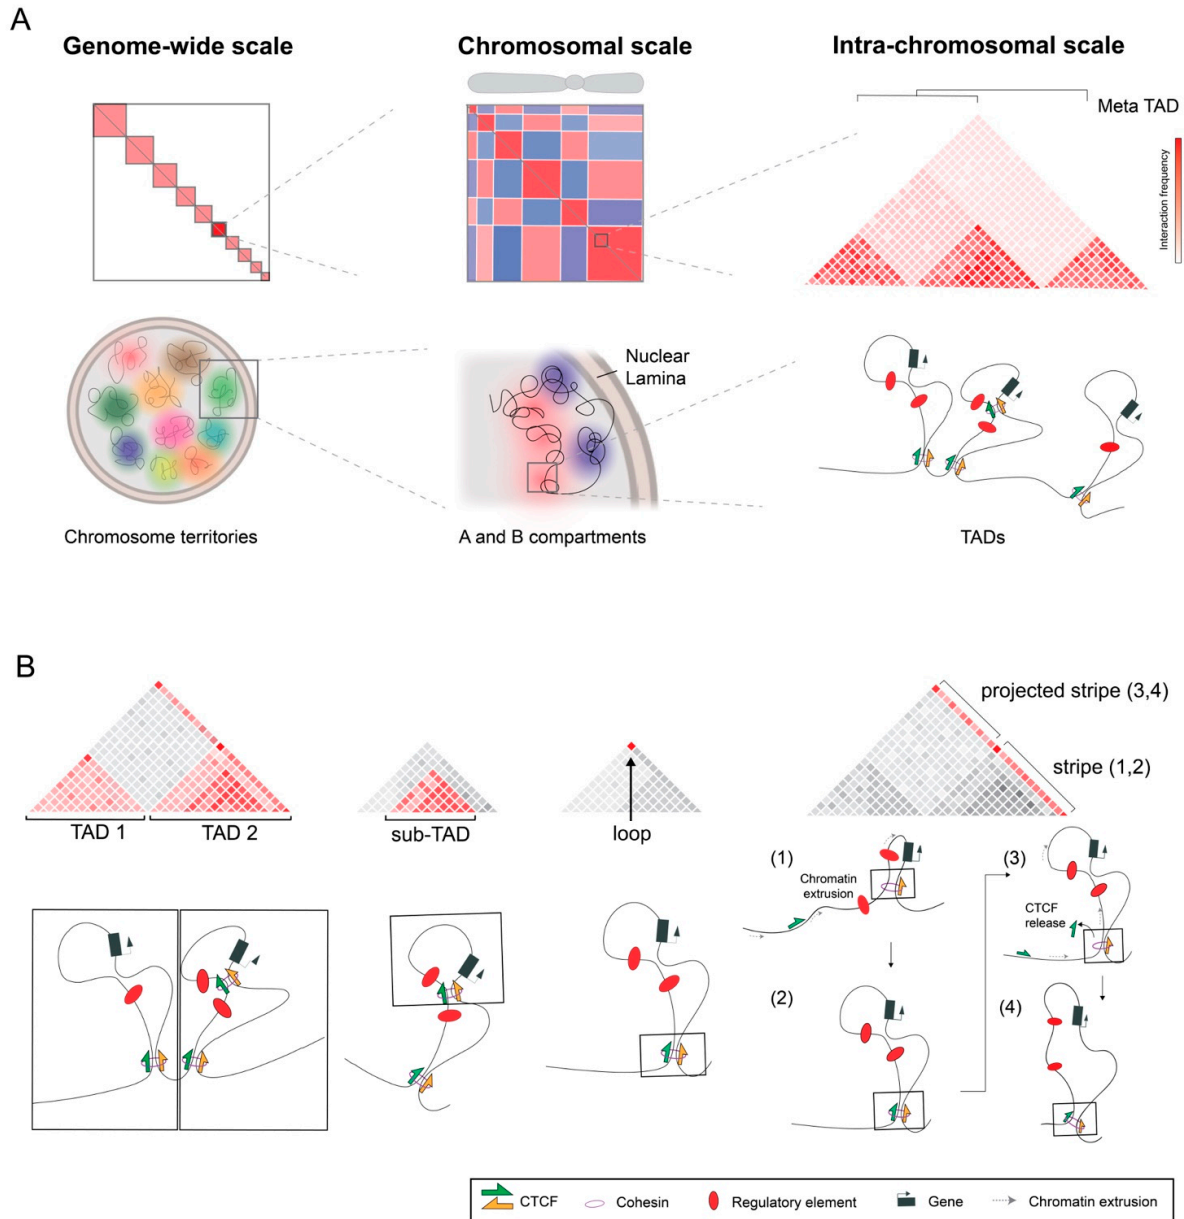 A
Genome-wide scale
Chromosomal scale
Intra-chromosomal scale
Meta TAD
Interaction frequency
Nuclear
Lamina
Chromosome territories
A and B compartments
TADs
B
projected stripe (3,4)
stripe (1,2)
TAD 1
TAD 2
sub-TAD
loop
(1)
Chromatin
extrusion
(2)
(3)
CTCF
release
(4)
CTCF
Cohesin
Regulatory element
Gene
Chromatin extrusion